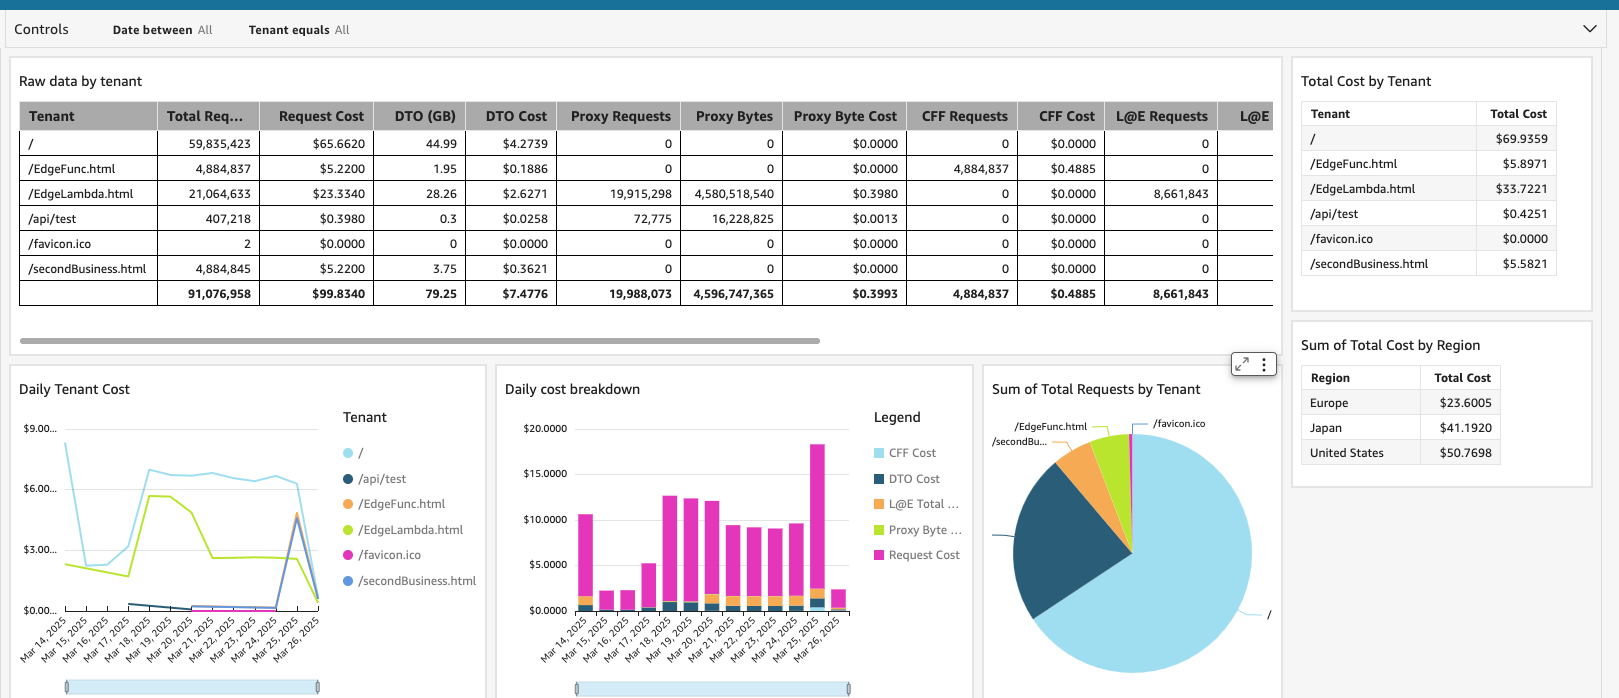 Controls Date between All Tenant equals All
Raw data by tenant
Tenant Total Req... Request Cost DTO (GB) DTO Cost Proxy Requests Proxy Bytes Proxy Byte Cost CFF Requests CFF Cost L@E Requests L@E
/ 59,835,423 $65.6620 44.99 $4.2739 0 0 $0.0000 0 $0.0000 0
/EdgeFunc.html 4,884,837 $5.2200 1.95 $0.1886 0 0 $0.0000 4,884,837 $0.4885 0
/EdgeLambda.html 21,064,633 $23.3340 28.26 $2.6271 19,915,298 4,580,518,540 $0.3980 0 $0.0000 8,661,843
/api/test 407,218 $0.3980 0.3 $0.0258 72,775 16,228,825 $0.0013 0 $0.0000 0
/favicon.ico 2 $0.0000 0 $0.0000 0 0 $0.0000 0 $0.0000 0
/secondBusiness.html 4,884,845 $5.2200 3.75 $0.3621 0 0 $0.0000 0 $0.0000 0
91,076,958 $99.8340 79.25 $7.4776 19,988,073 4,596,747,365 $0.3993 4,884,837 $0.4885 8,661,843
Total Cost by Tenant
Tenant Total Cost
/ $69.9359
/EdgeFunc.html $5.8971
/EdgeLambda.html $33.7221
/api/test $0.4251
/favicon.ico $0.0000
/secondBusiness.html $5.5821
Sum of Total Cost by Region
Region Total Cost
Europe $23.6005
Japan $41.1920
United States $50.7698
Daily Tenant Cost
$9.00...
$6.00...
$3.00...
$0.00...
Mar 14, 2025
Mar 15, 2025
Mar 16, 2025
Mar 17, 2025
Mar 18, 2025
Mar 19, 2025
Mar 20, 2025
Mar 21, 2025
Mar 22, 2025
Mar 23, 2025
Mar 24, 2025
Mar 25, 2025
Mar 26, 2025
Tenant
/
/api/test
/EdgeFunc.html
/EdgeLambda.html
/favicon.ico
/secondBusiness.html
Daily cost breakdown
$20.0000
$15.0000
$10.0000
$5.0000
$0.0000
Mar 14, 2025
Mar 15, 2025
Mar 16, 2025
Mar 17, 2025
Mar 18, 2025
Mar 19, 2025
Mar 20, 2025
Mar 21, 2025
Mar 22, 2025
Mar 23, 2025
Mar 24, 2025
Mar 25, 2025
Mar 26, 2025
Legend
CFF Cost
DTO Cost
L@E Total ...
Proxy Byte ...
Request Cost
Sum of Total Requests by Tenant
/EdgeFunc.html
/favicon.ico
/secondBu...
/